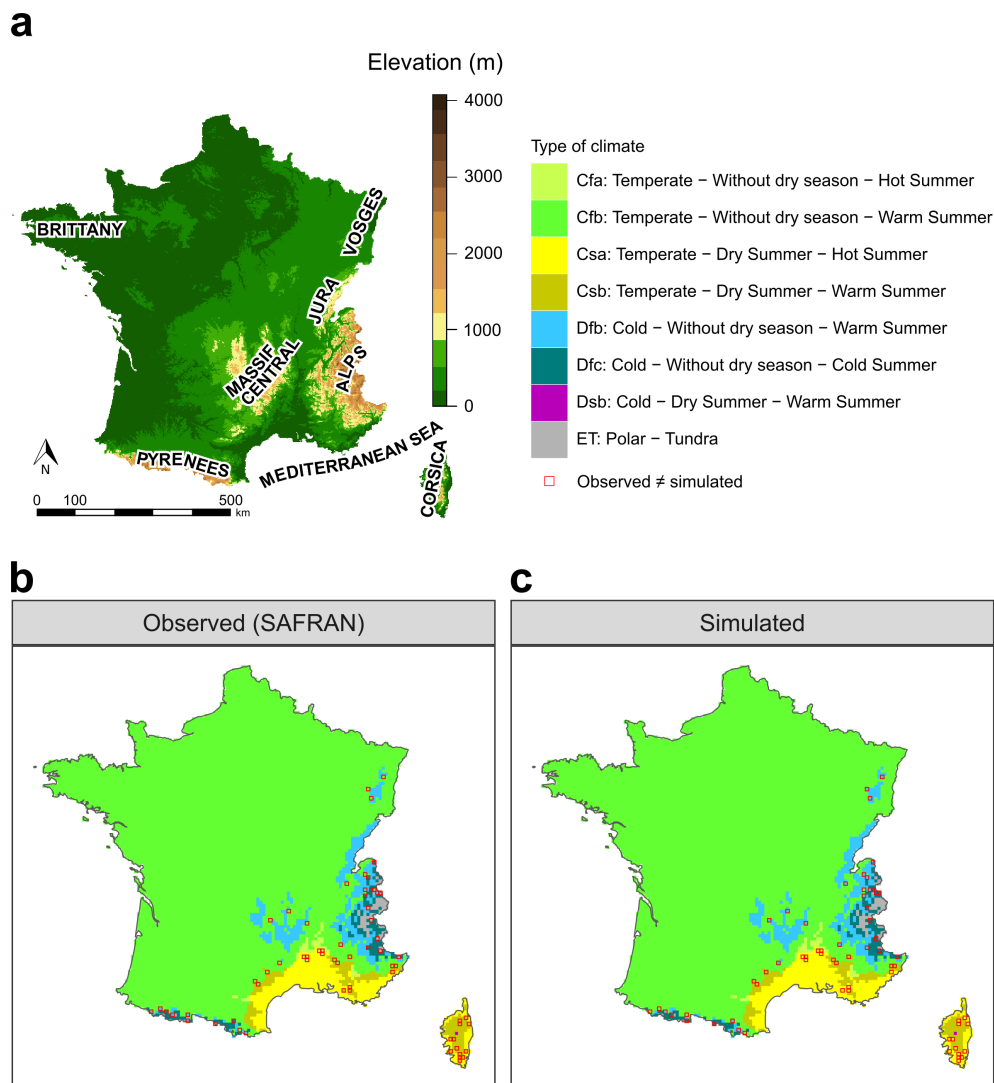 a
Elevation (m)
4000
3000
2000
1000
0
BRITTANY
VOSGES
JURA
MASSIF
CENTRAL
ALPS
PYRENEES
MEDITERRANEAN SEA
CORSICA
N
0 100 500
km
Type of climate
Cfa: Temperate − Without dry season − Hot Summer
Cfb: Temperate − Without dry season − Warm Summer
Csa: Temperate − Dry Summer − Hot Summer
Csb: Temperate − Dry Summer − Warm Summer
Dfb: Cold − Without dry season − Warm Summer
Dfc: Cold − Without dry season − Cold Summer
Dsb: Cold − Dry Summer − Warm Summer
ET: Polar − Tundra
Observed ≠ simulated
b
Observed (SAFRAN)
c
Simulated